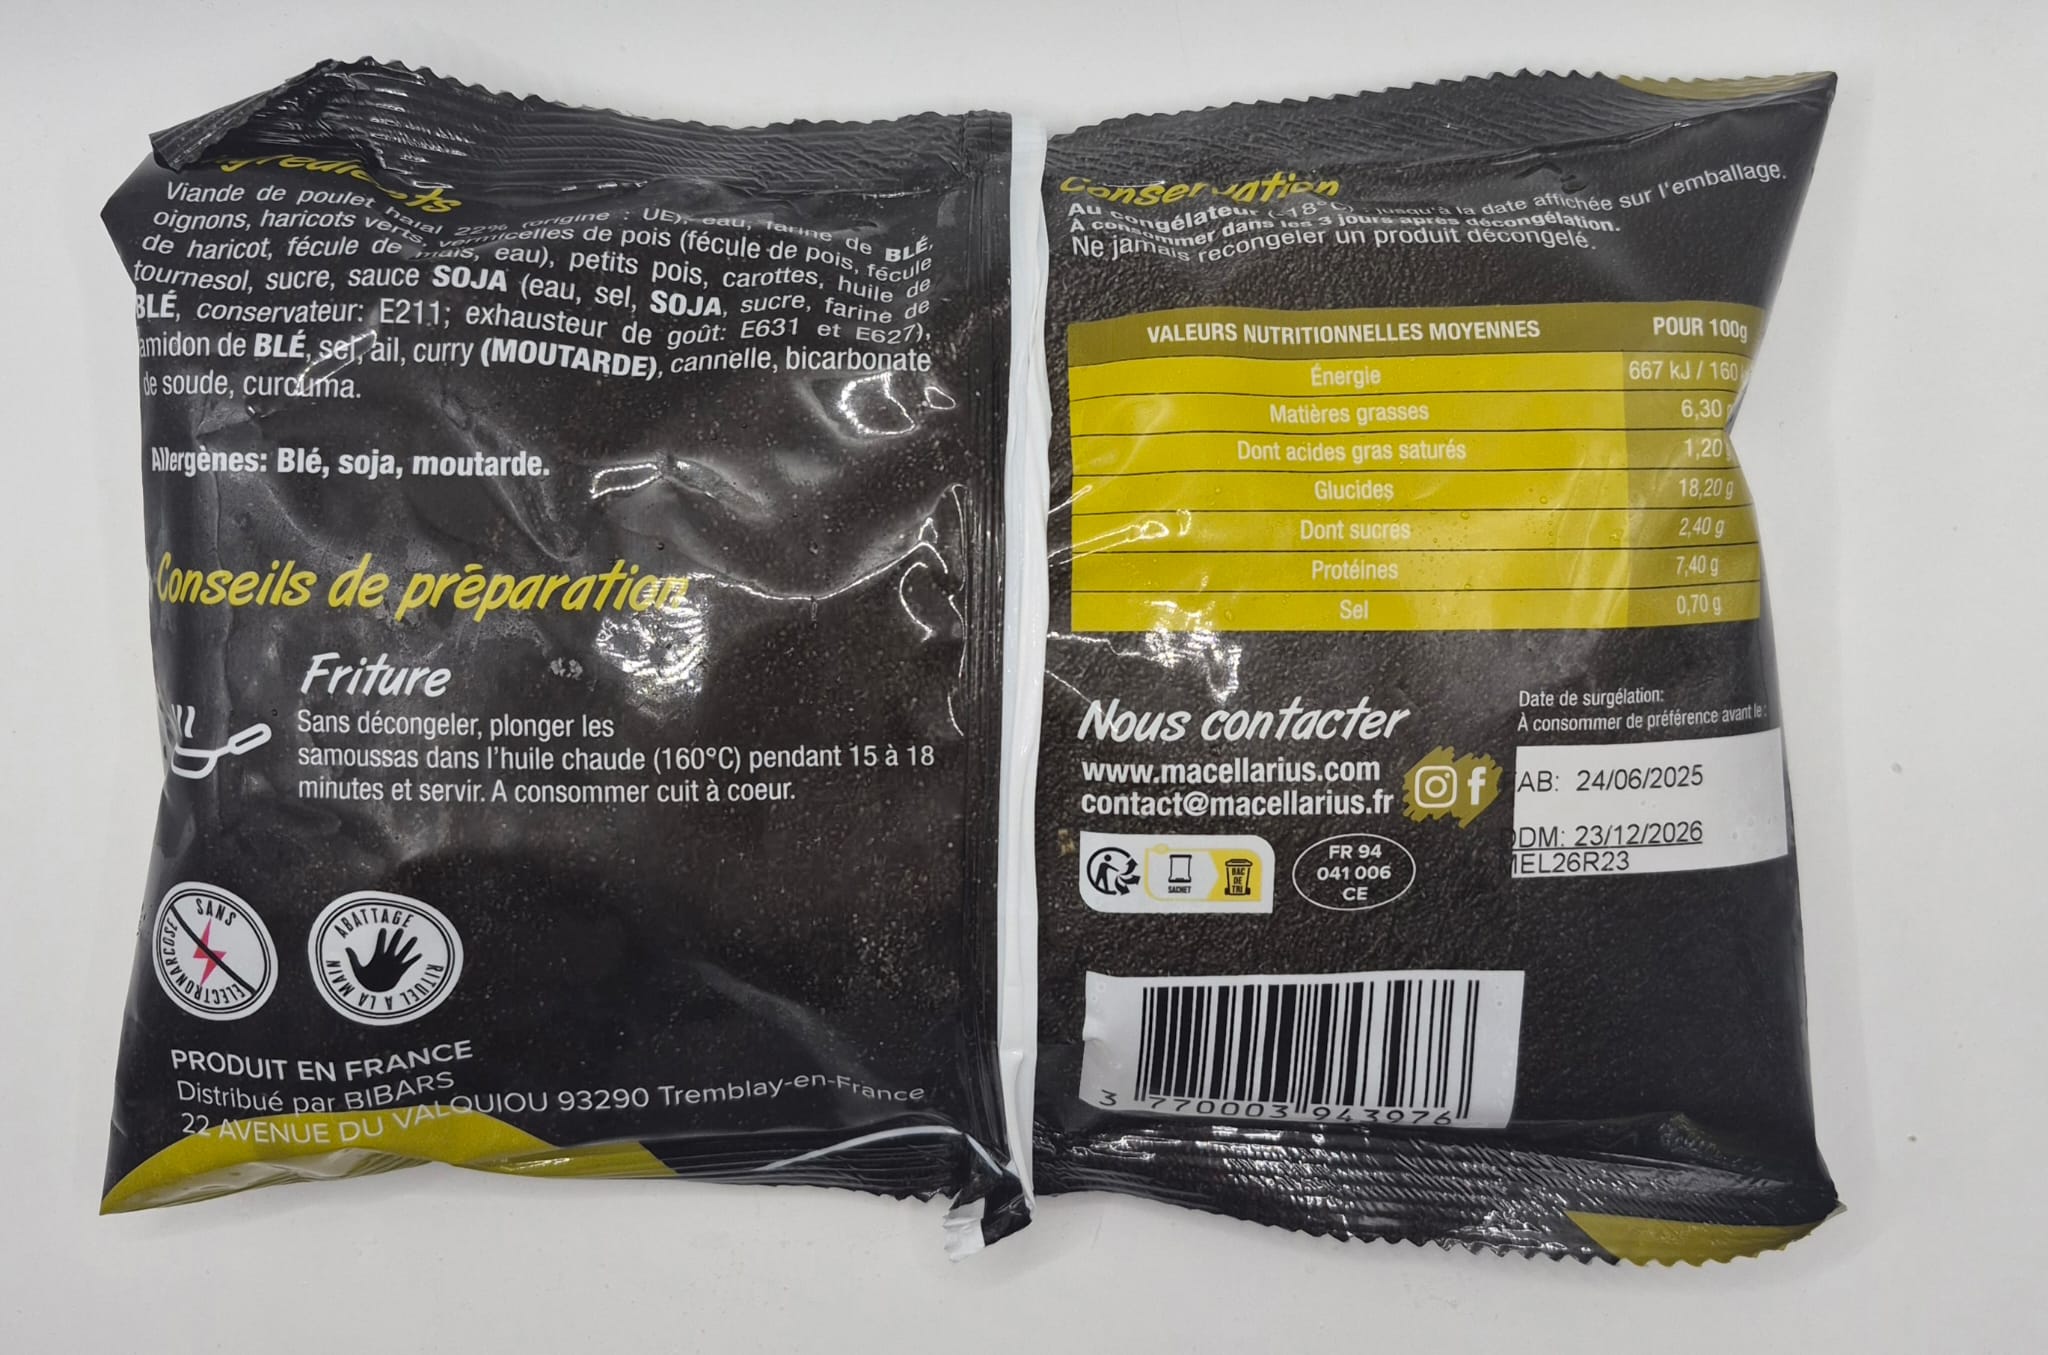 Ingrédients
Viande de poulet halal 22% (origine : UE), eau, farine de BLÉ,
oignons, haricots verts, vermicelles de pois (fécule de pois, fécule
de haricot, fécule de maïs, eau), petits pois, carottes, huile de
tournesol, sucre, sauce SOJA (eau, sel, SOJA, sucre, farine de
BLÉ, conservateur: E211; exhausteur de goût: E631 et E627),
amidon de BLÉ, sel, ail, curry (MOUTARDE), cannelle, bicarbonate
de soude, curcuma.
Allergènes: Blé, soja, moutarde.
Conseils de préparation
Friture
Sans décongeler, plonger les
samoussas dans l'huile chaude (160°C) pendant 15 à 18
minutes et servir. A consommer cuit à coeur.
SANS ELECTRONARCOSE
ABATTAGE RITUEL A LA MAIN
PRODUIT EN FRANCE
Distribué par BIBARS
22 AVENUE DU VALQUIOU 93290 Tremblay-en-France
Conservation
Au congélateur (-18°C) jusqu'à la date affichée sur l'emballage.
À consommer dans les 3 jours après décongélation.
Ne jamais recongeler un produit décongelé.
VALEURS NUTRITIONNELLES MOYENNES POUR 100g
Énergie 667 kJ / 160
Matières grasses 6,30 g
Dont acides gras saturés 1,20
Glucides 18,20 g
Dont sucres 2,40 g
Protéines 7,40 g
Sel 0,70 g
Nous contacter
www.macellarius.com
contact@macellarius.fr
Date de surgélation:
À consommer de préférence avant le :
AB: 24/06/2025
DDM: 23/12/2026
MEL26R23
SACHET
BAC
DE
TRI
FR 94
041 006
CE
3 770003 943976